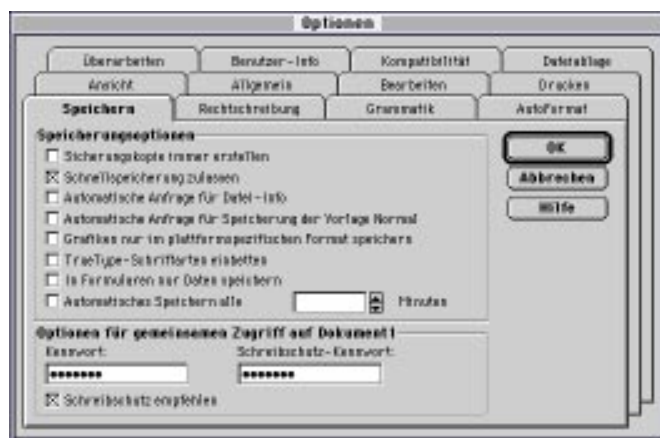 Optionen
Überarbeiten Benutzer-Info Kompatibilität Dateiablage
Ansicht Allgemein Bearbeiten Drucken
Speichern Rechtschreibung Grammatik AutoFormat
Speicherungsoptionen
Sicherungskopie immer erstellen
Schnellspeicherung zulassen
Automatische Anfrage für Datei-Info
Automatische Anfrage für Speicherung der Vorlage Normal
Grafiken nur im plattformspezifischen Format speichern
TrueType-Schriftarten einbetten
In Formularen nur Daten speichern
Automatisches Speichern alle Minuten
OK
Abbrechen
Hilfe
Optionen für gemeinsamen Zugriff auf Dokument1
Kennwort: Schreibschutz-Kennwort:
••••••• •••••••
Schreibschutz empfehlen